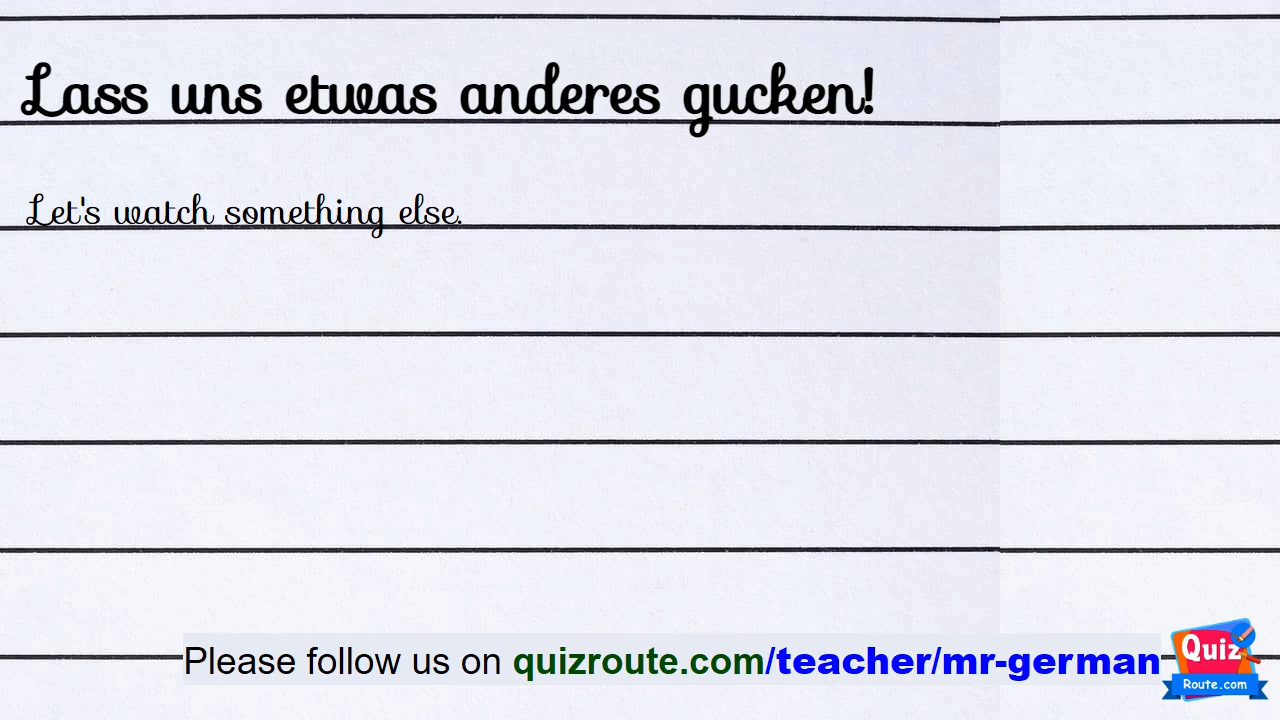 Lass uns etwas anderes gucken!
Let's watch something else.
Please follow us on quizroute.com/teacher/mr-german
Quiz
Route.com